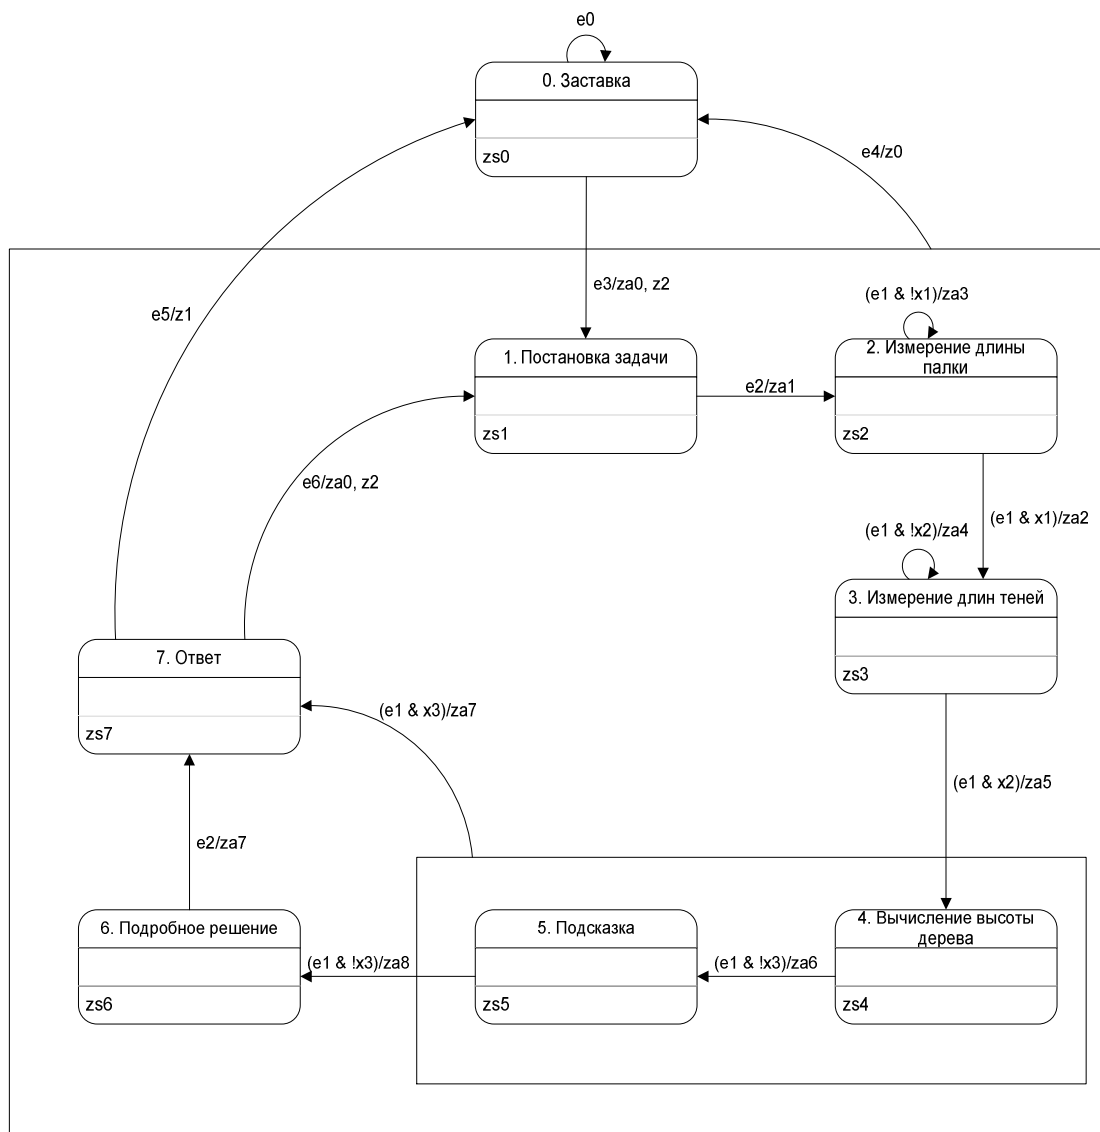 e0
0. Заставка
zs0
e4/z0
e3/za0, z2
e5/z1
(e1 & !x1)/za3
1. Постановка задачи
zs1
e2/za1
2. Измерение длины
палки
zs2
e6/za0, z2
(e1 & x1)/za2
(e1 & !x2)/za4
3. Измерение длин теней
zs3
7. Ответ
zs7
(e1 & x3)/za7
(e1 & x2)/za5
e2/za7
6. Подробное решение
zs6
(e1 & !x3)/za8
5. Подсказка
zs5
(e1 & !x3)/za6
4. Вычисление высоты
дерева
zs4